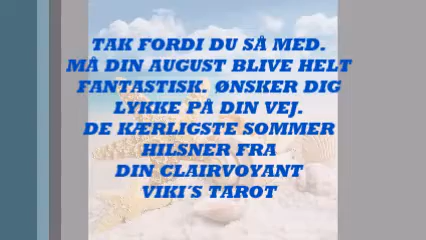 TAK FORDI DU SÅ MED.
MÅ DIN AUGUST BLIVE HELT
FANTASTISK. ØNSKER DIG
LYKKE PÅ DIN VEJ.
DE KÆRLIGSTE SOMMER
HILSNER FRA
DIN CLAIRVOYANT
VIKI´S TAROT